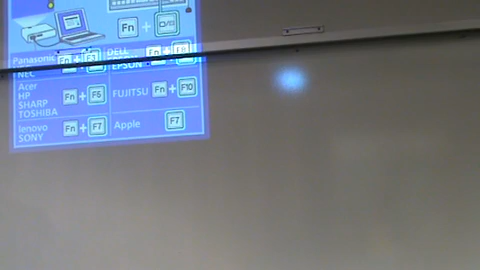 Fn +
Panasonic Fn + F3 DELL Fn + F8
NEC EPSON
Acer
HP Fn + F5 FUJITSU Fn + F10
SHARP
TOSHIBA
lenovo Fn + F7 Apple F7
SONY